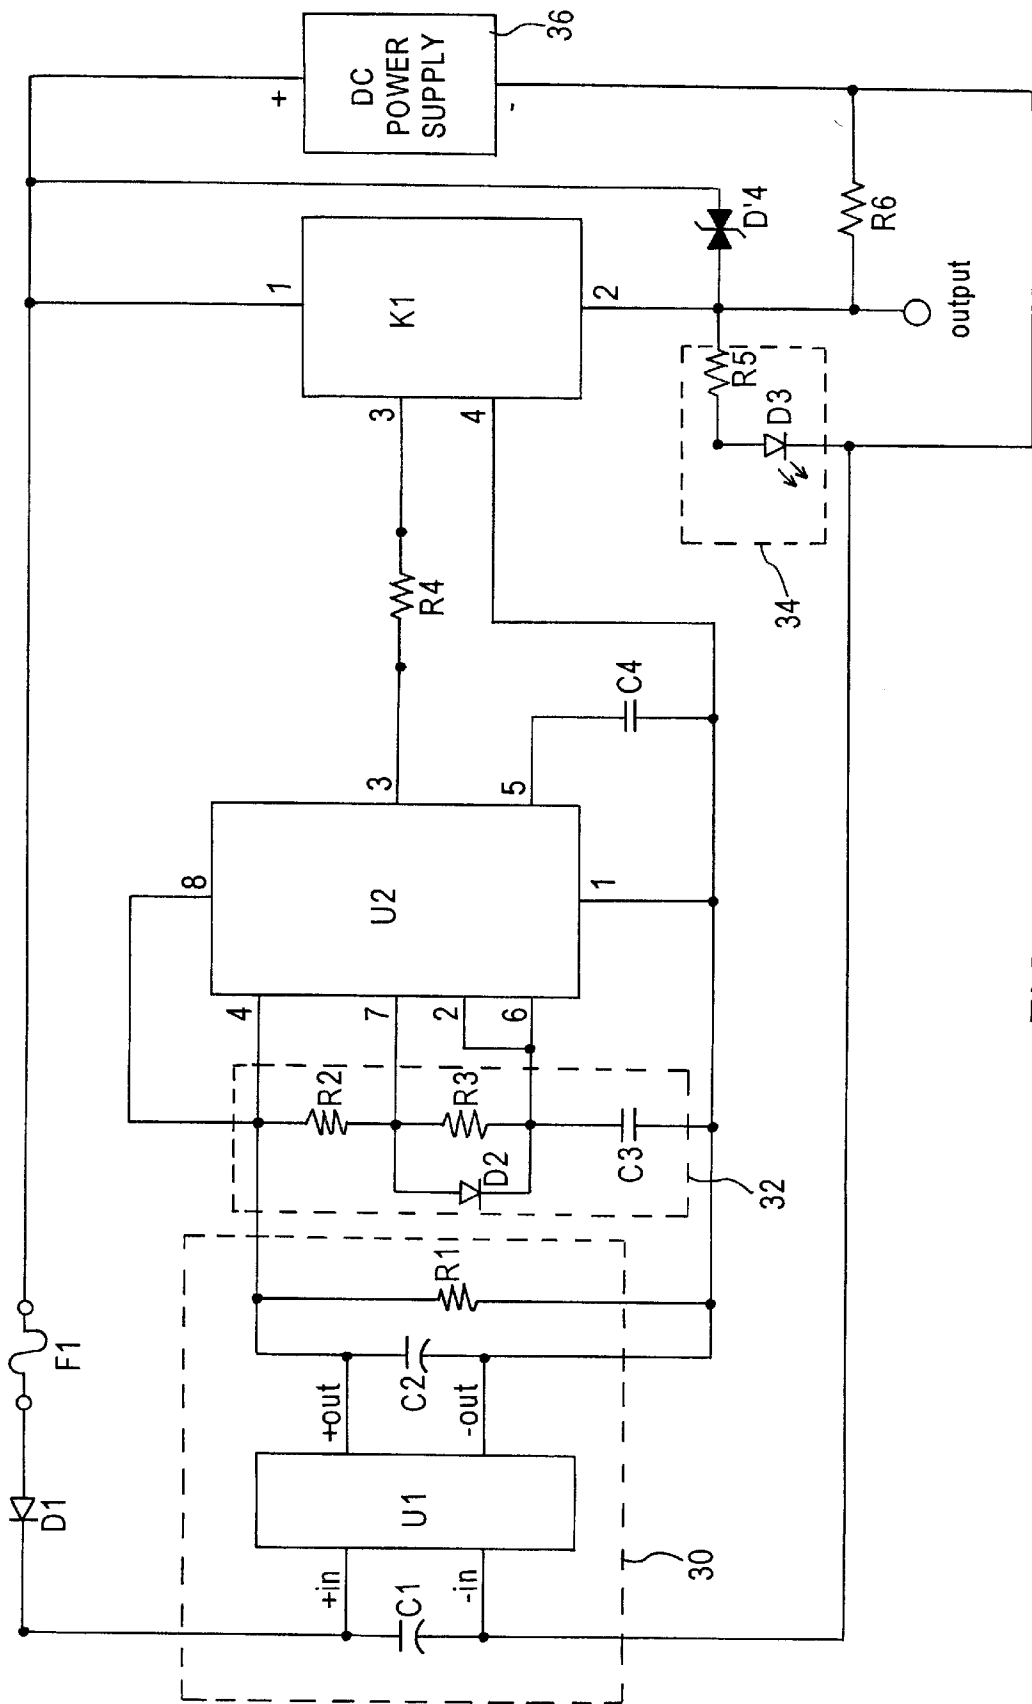 F1
D1
+
DC
POWER
SUPPLY
36
-
1
K1
3
4
2
D'4
R6
output
R5
D3
34
R4
8
U2
3
5
1
4
7
2
6
C4
R2
R3
D2
C3
32
R1
+out
C2
-out
U1
+in
C1
-in
30